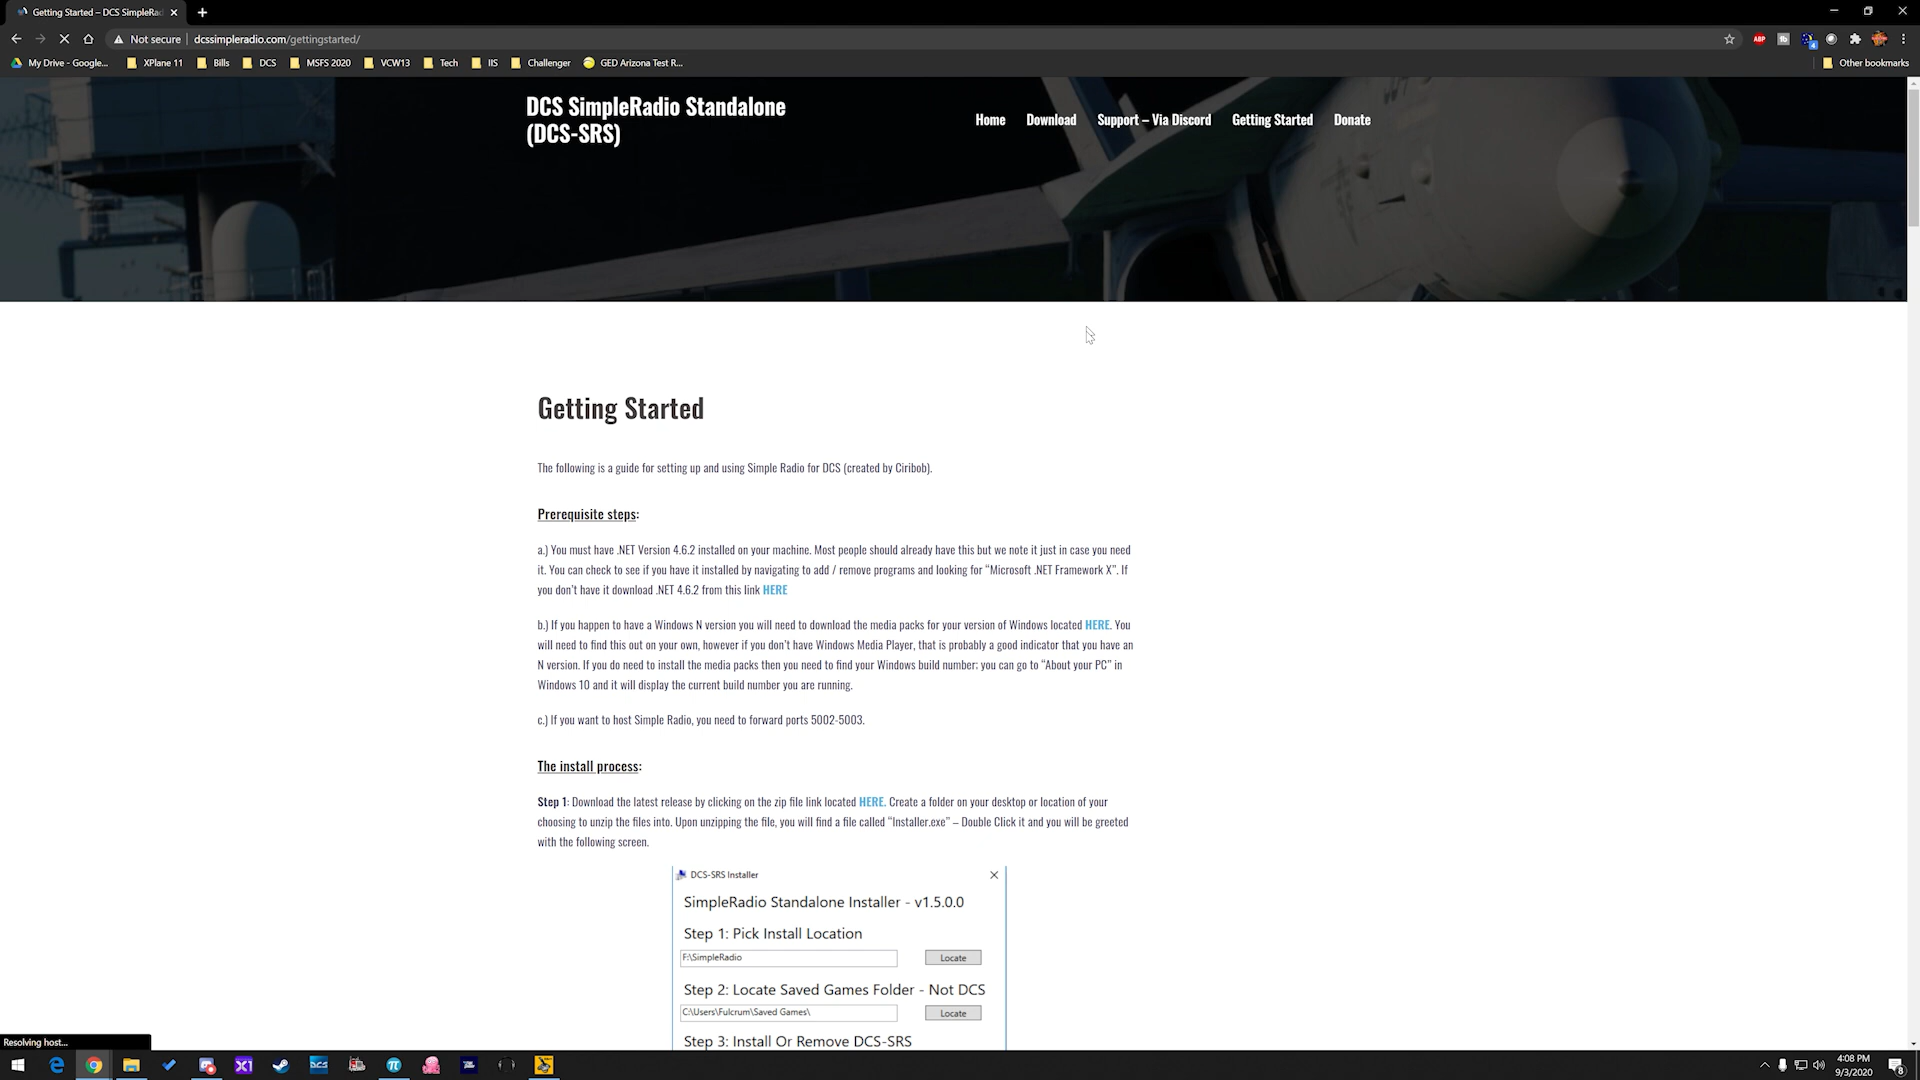 Getting Started – DCS SimpleRad
Not secure
dcssimpleradio.com/gettingstarted/
ABP
My Drive - Google...
XPlane 11
Bills
DCS
MSFS 2020
VCW13
Tech
IIS
Challenger
GED Arizona Test R...
Other bookmarks
DCS SimpleRadio Standalone
(DCS-SRS)
Home
Download
Support – Via Discord
Getting Started
Donate
Getting Started
The following is a guide for setting up and using Simple Radio for DCS (created by Ciribob).
Prerequisite steps:
a.) You must have .NET Version 4.6.2 installed on your machine. Most people should already have this but we note it just in case you need
it. You can check to see if you have it installed by navigating to add / remove programs and looking for “Microsoft .NET Framework X”. If
you don’t have it download .NET 4.6.2 from this link HERE
b.) If you happen to have a Windows N version you will need to download the media packs for your version of Windows located HERE. You
will need to find this out on your own, however if you don’t have Windows Media Player, that is probably a good indicator that you have an
N version. If you do need to install the media packs then you need to find your Windows build number; you can go to “About your PC” in
Windows 10 and it will display the current build number you are running.
c.) If you want to host Simple Radio, you need to forward ports 5002-5003.
The install process:
Step 1: Download the latest release by clicking on the zip file link located HERE. Create a folder on your desktop or location of your
choosing to unzip the files into. Upon unzipping the file, you will find a file called “Installer.exe” – Double Click it and you will be greeted
with the following screen.
DCS-SRS Installer
SimpleRadio Standalone Installer - v1.5.0.0
Step 1: Pick Install Location
F:\SimpleRadio
Locate
Step 2: Locate Saved Games Folder - Not DCS
C:\Users\Fulcrum\Saved Games\
Locate
Step 3: Install Or Remove DCS-SRS
Resolving host...
X1
DCS
4:08 PM
9/3/2020